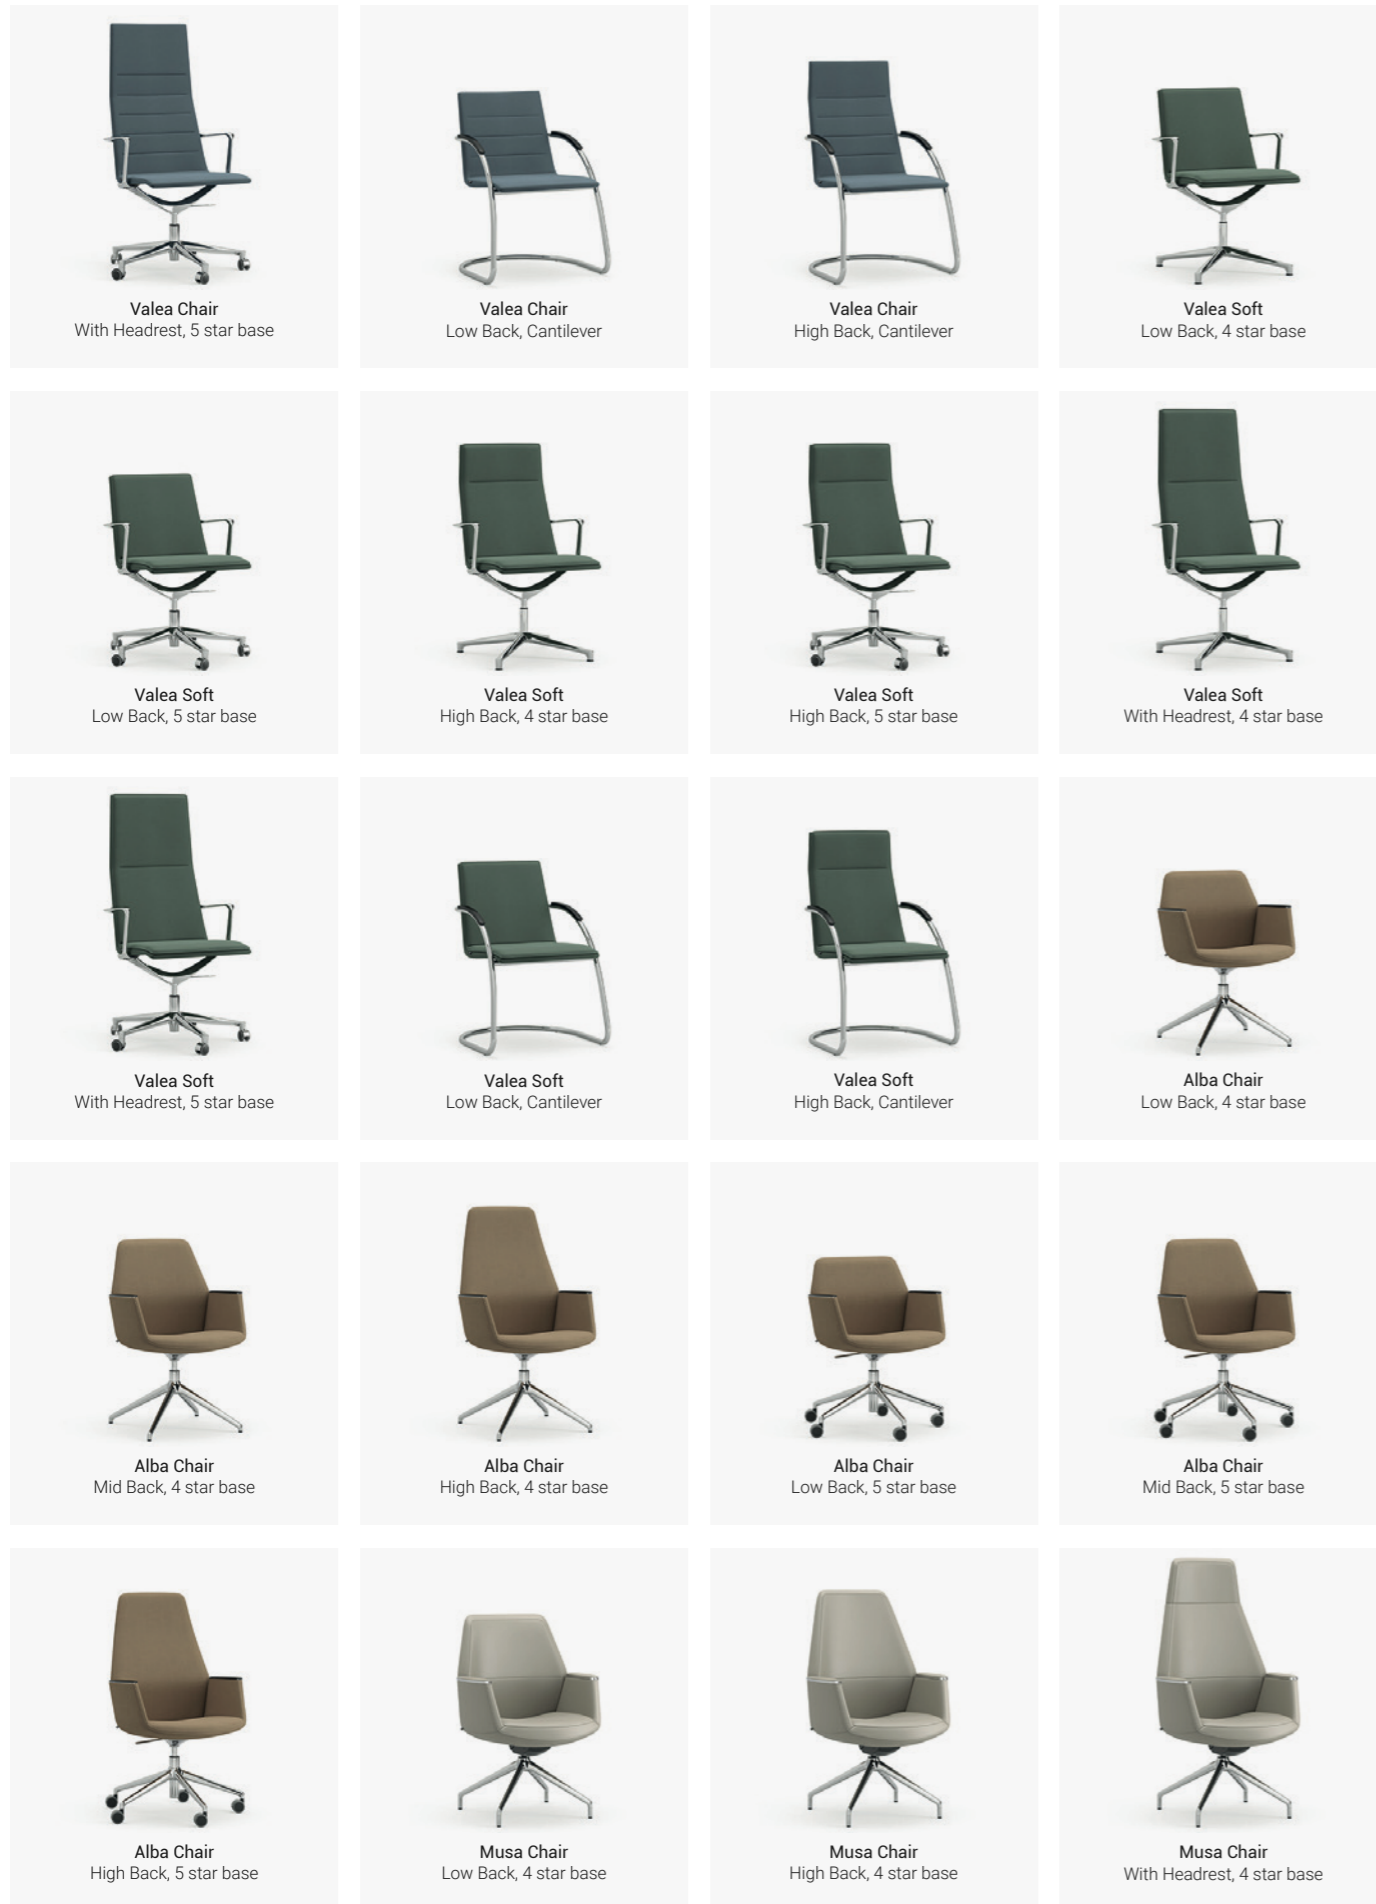 Valea Chair
With Headrest, 5 star base
Valea Chair
Low Back, Cantilever
Valea Chair
High Back, Cantilever
Valea Soft
Low Back, 4 star base
Valea Soft
Low Back, 5 star base
Valea Soft
High Back, 4 star base
Valea Soft
High Back, 5 star base
Valea Soft
With Headrest, 4 star base
Valea Soft
With Headrest, 5 star base
Valea Soft
Low Back, Cantilever
Valea Soft
High Back, Cantilever
Alba Chair
Low Back, 4 star base
Alba Chair
Mid Back, 4 star base
Alba Chair
High Back, 4 star base
Alba Chair
Low Back, 5 star base
Alba Chair
Mid Back, 5 star base
Alba Chair
High Back, 5 star base
Musa Chair
Low Back, 4 star base
Musa Chair
High Back, 4 star base
Musa Chair
With Headrest, 4 star base